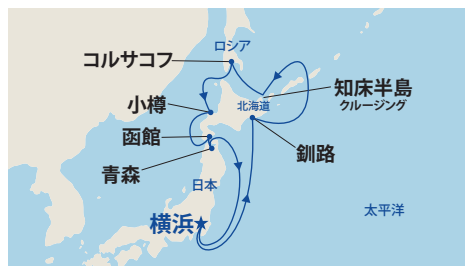 ロシア
コルサコフ
知床半島
クルージング
小樽
北海道
函館
釧路
青森
日本
太平洋
横浜